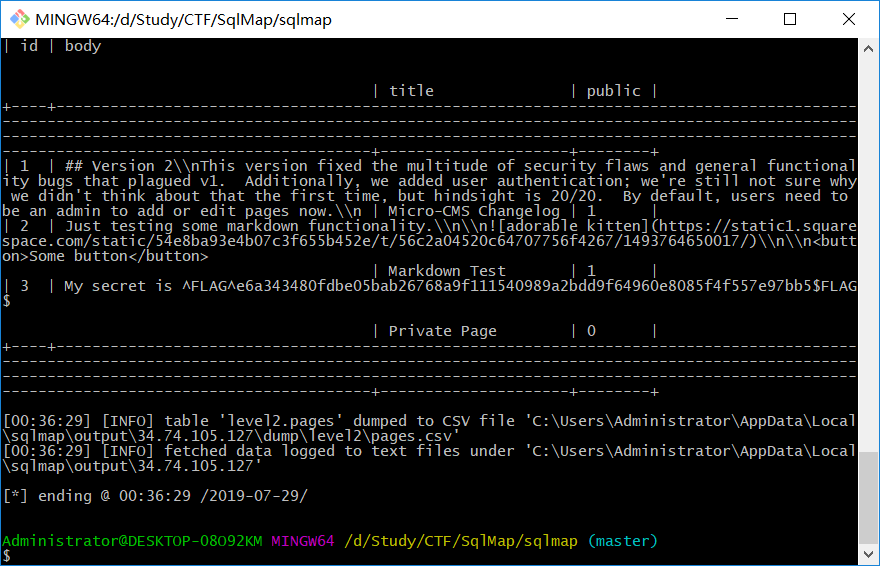 MINGW64:/d/Study/CTF/SqlMap/sqlmap
| id | body
| title | public |
+----+------------------------------------------------------------------------------------------
------------------------------------------------------------------------------------------------
------------------------------------------------------------------------------------------------
-----------------------------------------+---------------------+--------+
| 1 | ## Version 2\\nThis version fixed the multitude of security flaws and general functional
ity bugs that plagued v1. Additionally, we added user authentication; we're still not sure why
we didn't think about that the first time, but hindsight is 20/20. By default, users need to
be an admin to add or edit pages now.\\n | Micro-CMS Changelog | 1 |
| 2 | Just testing some markdown functionality.\\n\\n![adorable kitten](https://static1.square
space.com/static/54e8ba93e4b07c3f655b452e/t/56c2a04520c64707756f4267/1493764650017/)\\n\\n<butt
on>Some button</button>
| Markdown Test | 1 |
| 3 | My secret is ^FLAG^e6a343480fdbe05bab26768a9f111540989a2bdd9f64960e8085f4f557e97bb5$FLAG
$
| Private Page | 0 |
+----+------------------------------------------------------------------------------------------
------------------------------------------------------------------------------------------------
------------------------------------------------------------------------------------------------
-----------------------------------------+---------------------+--------+
[00:36:29] [INFO] table 'level2.pages' dumped to CSV file 'C:\Users\Administrator\AppData\Local
\sqlmap\output\34.74.105.127\dump\level2\pages.csv'
[00:36:29] [INFO] fetched data logged to text files under 'C:\Users\Administrator\AppData\Local
\sqlmap\output\34.74.105.127'
[*] ending @ 00:36:29 /2019-07-29/
Administrator@DESKTOP-08O92KM MINGW64 /d/Study/CTF/SqlMap/sqlmap (master)
$